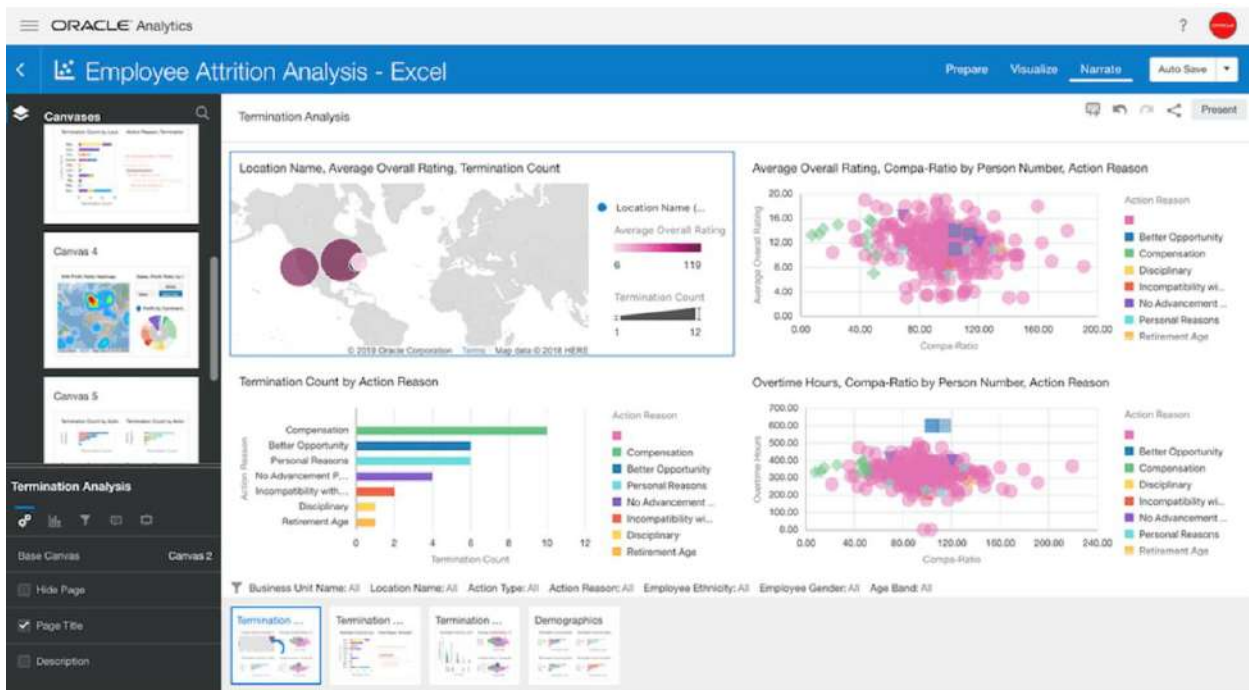 ORACLE Analytics
?
Employee Attrition Analysis - Excel
Prepare
Visualize
Narrate
Auto Save
Canvases
Termination Analysis
Present
Canvas 4
Canvas 5
Termination Analysis
Base Canvas
Canvas 2
Hide Page
Page Title
Description
Location Name, Average Overall Rating, Termination Count
Location Name (...
Average Overall Rating
6 119
Termination Count
1 12
© 2019 Oracle Corporation Terms Map data © 2018 HERE
Average Overall Rating, Compa-Ratio by Person Number, Action Reason
Average Overall Rating
20.00
16.00
12.00
8.00
4.00
0.00
0.00 40.00 80.00 120.00 160.00 200.00
Compa-Ratio
Action Reason
Better Opportunity
Compensation
Disciplinary
Incompatibility wi...
No Advancement ...
Personal Reasons
Retirement Age
Termination Count by Action Reason
Action Reason
Compensation
Better Opportunity
Personal Reasons
No Advancement P...
Incompatibility with...
Disciplinary
Retirement Age
0 2 4 6 8 10 12
Termination Count
Action Reason
Compensation
Better Opportunity
Personal Reasons
No Advancement ...
Incompatibility wi...
Disciplinary
Retirement Age
Overtime Hours, Compa-Ratio by Person Number, Action Reason
Overtime Hours
700.00
600.00
500.00
400.00
300.00
200.00
100.00
0.00
0.00 40.00 80.00 120.00 160.00 200.00 240.00
Compa-Ratio
Action Reason
Better Opportunity
Compensation
Disciplinary
Incompatibility wi...
No Advancement ...
Personal Reasons
Retirement Age
Business Unit Name: All Location Name: All Action Type: All Action Reason: All Employee Ethnicity: All Employee Gender: All Age Band: All
Termination ...
Termination ...
Termination ...
Demographics